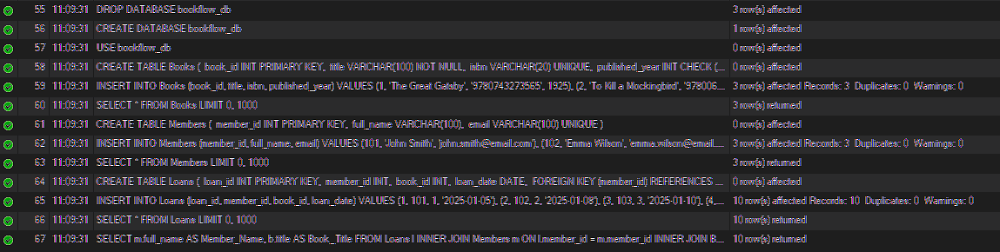 55 11:09:31 DROP DATABASE bookflow_db 3 row(s) affected
56 11:09:31 CREATE DATABASE bookflow_db 1 row(s) affected
57 11:09:31 USE bookflow_db 0 row(s) affected
58 11:09:31 CREATE TABLE Books ( book_id INT PRIMARY KEY, title VARCHAR(100) NOT NULL, isbn VARCHAR(20) UNIQUE, published_year INT CHECK (... 0 row(s) affected
59 11:09:31 INSERT INTO Books (book_id, title, isbn, published_year) VALUES (1, 'The Great Gatsby', '9780743273565', 1925), (2, 'To Kill a Mockingbird', '978006... 3 row(s) affected Records: 3 Duplicates: 0 Warnings: 0
60 11:09:31 SELECT * FROM Books LIMIT 0, 1000 3 row(s) returned
61 11:09:31 CREATE TABLE Members ( member_id INT PRIMARY KEY, full_name VARCHAR(100), email VARCHAR(100) UNIQUE ) 0 row(s) affected
62 11:09:31 INSERT INTO Members (member_id, full_name, email) VALUES (101, 'John Smith', 'john.smith@email.com'), (102, 'Emma Wilson', 'emma.wilson@email.... 3 row(s) affected Records: 3 Duplicates: 0 Warnings: 0
63 11:09:31 SELECT * FROM Members LIMIT 0, 1000 3 row(s) returned
64 11:09:31 CREATE TABLE Loans ( loan_id INT PRIMARY KEY, member_id INT, book_id INT, loan_date DATE, FOREIGN KEY (member_id) REFERENCES ... 0 row(s) affected
65 11:09:31 INSERT INTO Loans (loan_id, member_id, book_id, loan_date) VALUES (1, 101, 1, '2025-01-05'), (2, 102, 2, '2025-01-08'), (3, 103, 3, '2025-01-10'), (4,... 10 row(s) affected Records: 10 Duplicates: 0 Warnings: 0
66 11:09:31 SELECT * FROM Loans LIMIT 0, 1000 10 row(s) returned
67 11:09:31 SELECT m.full_name AS Member_Name, b.title AS Book_Title FROM Loans l INNER JOIN Members m ON l.member_id = m.member_id INNER JOIN B... 10 row(s) returned